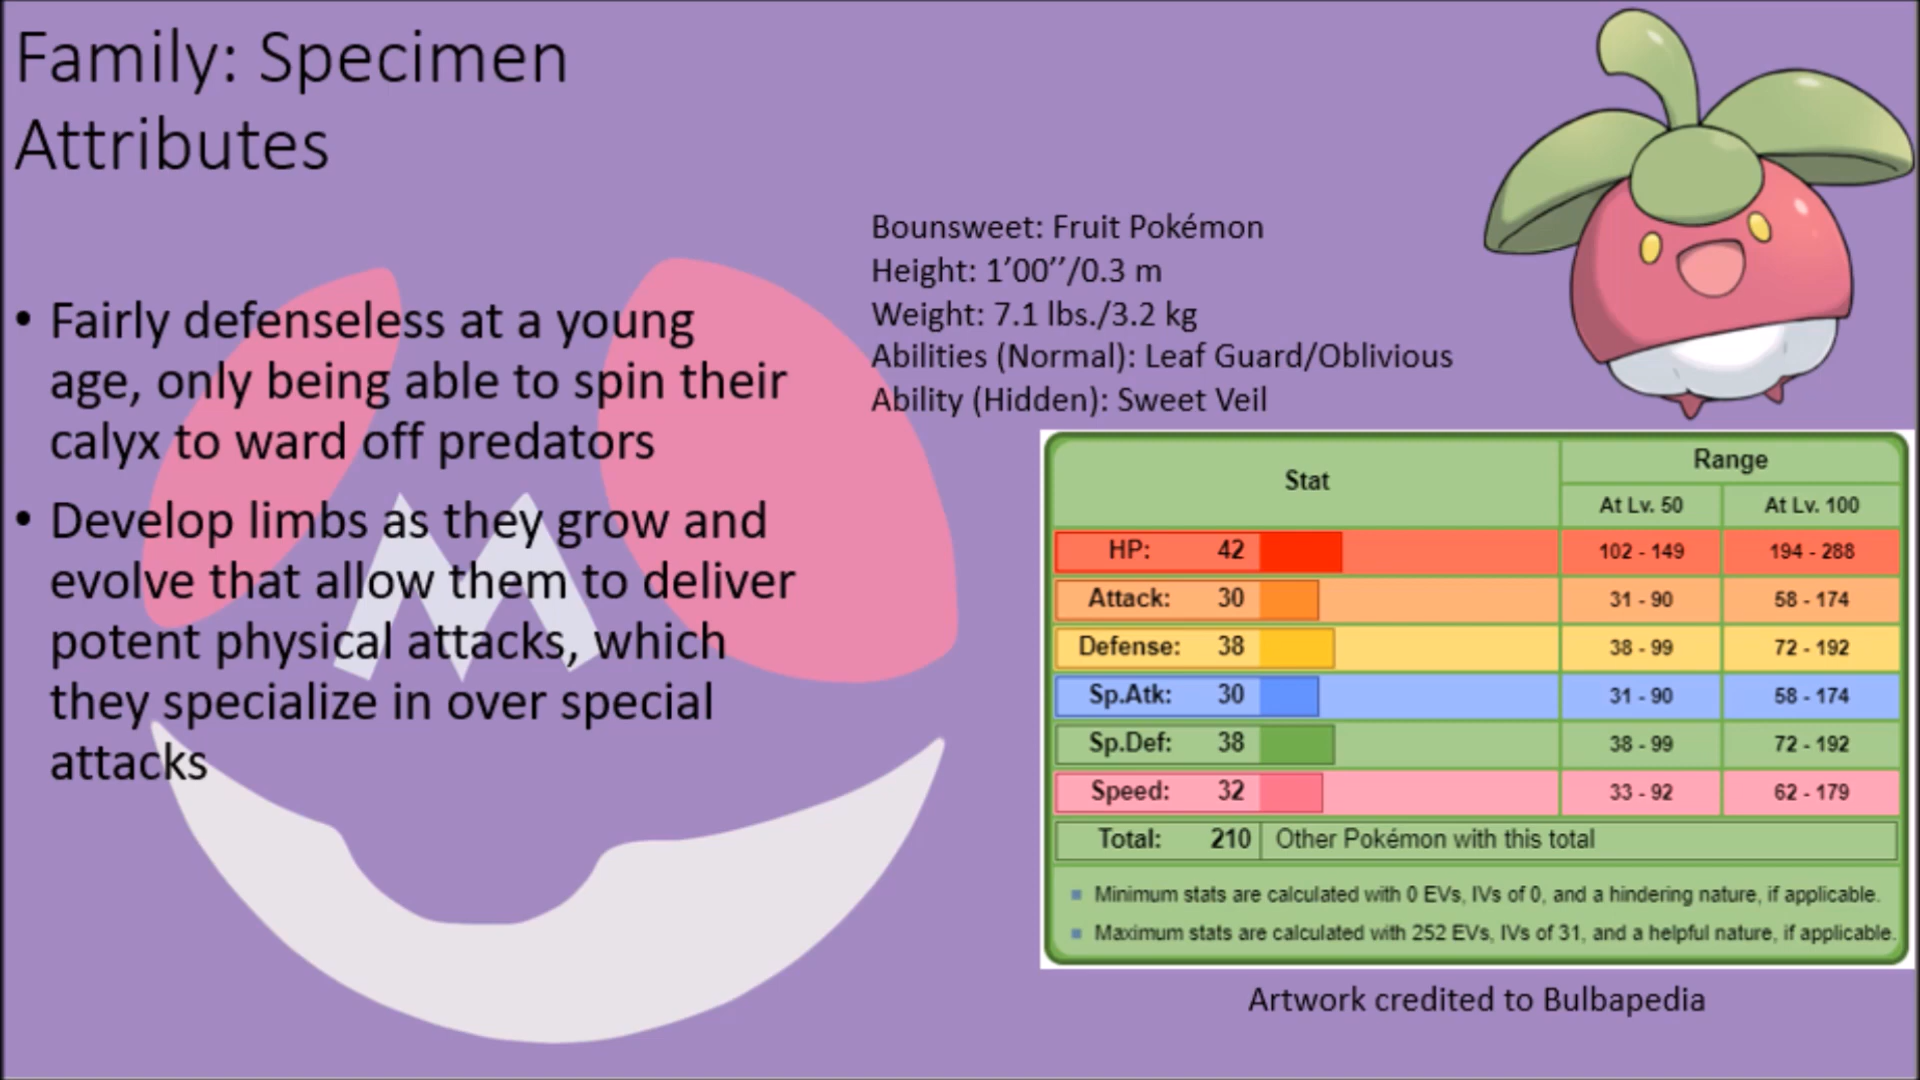 Family: Specimen
Attributes
• Fairly defenseless at a young
age, only being able to spin their
calyx to ward off predators
• Develop limbs as they grow and
evolve that allow them to deliver
potent physical attacks, which
they specialize in over special
attacks
Bounsweet: Fruit Pokémon
Height: 1’00’’/0.3 m
Weight: 7.1 lbs./3.2 kg
Abilities (Normal): Leaf Guard/Oblivious
Ability (Hidden): Sweet Veil
Stat Range
At Lv. 50 At Lv. 100
HP: 42 102 - 149 194 - 288
Attack: 30 31 - 90 58 - 174
Defense: 38 38 - 99 72 - 192
Sp.Atk: 30 31 - 90 58 - 174
Sp.Def: 38 38 - 99 72 - 192
Speed: 32 33 - 92 62 - 179
Total: 210 Other Pokémon with this total
Minimum stats are calculated with 0 EVs, IVs of 0, and a hindering nature, if applicable.
Maximum stats are calculated with 252 EVs, IVs of 31, and a helpful nature, if applicable.
Artwork credited to Bulbapedia